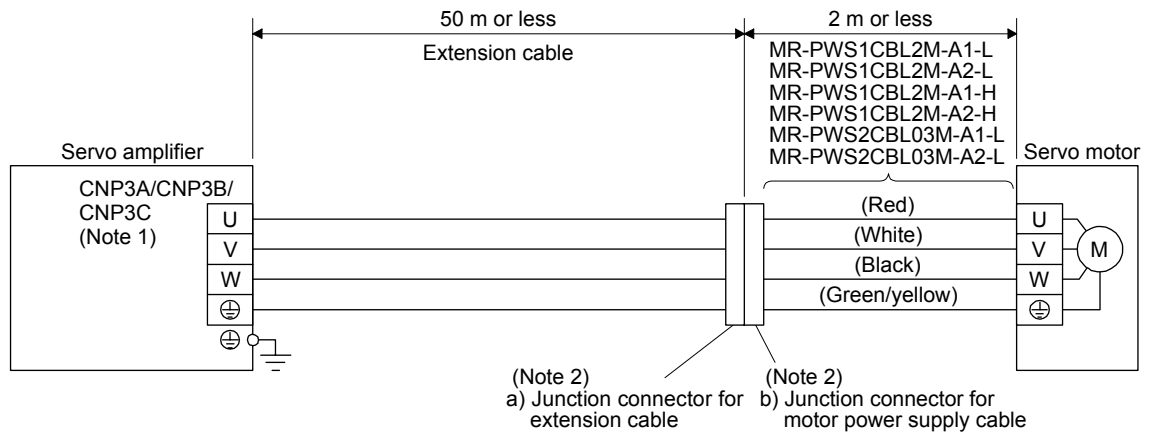 50 m or less
2 m or less
Extension cable
MR-PWS1CBL2M-A1-L
MR-PWS1CBL2M-A2-L
MR-PWS1CBL2M-A1-H
MR-PWS1CBL2M-A2-H
MR-PWS2CBL03M-A1-L
MR-PWS2CBL03M-A2-L
Servo amplifier
Servo motor
CNP3A/CNP3B/
CNP3C
(Note 1)
U
V
W
(Red)
(White)
(Black)
(Green/yellow)
U
V
W
M
(Note 2)
a) Junction connector for
extension cable
(Note 2)
b) Junction connector for
motor power supply cable